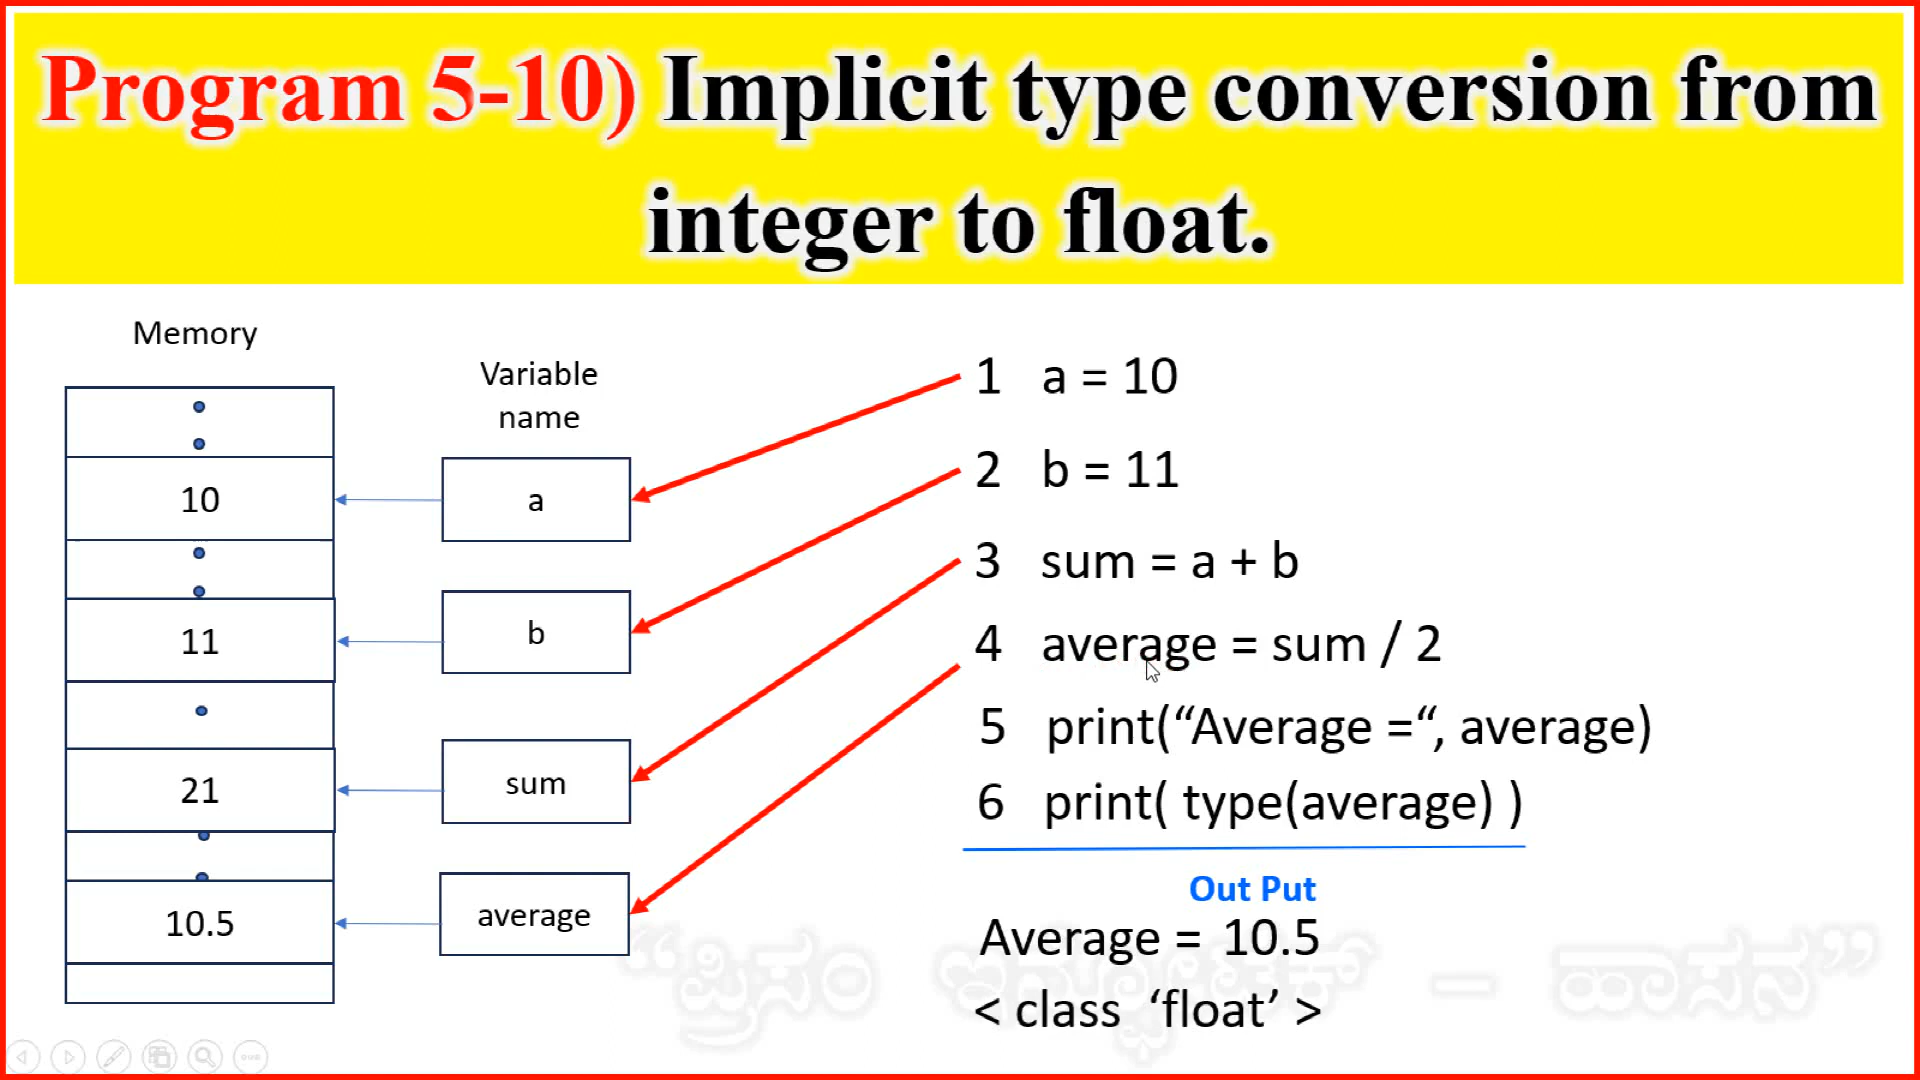 Program 5-10) Implicit type conversion from
integer to float.
Memory
Variable
name
10
11
21
10.5
a
b
sum
average
1 a = 10
2 b = 11
3 sum = a + b
4 average = sum / 2
5 print(“Average =“, average)
6 print( type(average) )
Out Put
Average = 10.5
< class ‘float’ >
“ಪ್ರಿಸಂ – ಹಾಸನ”